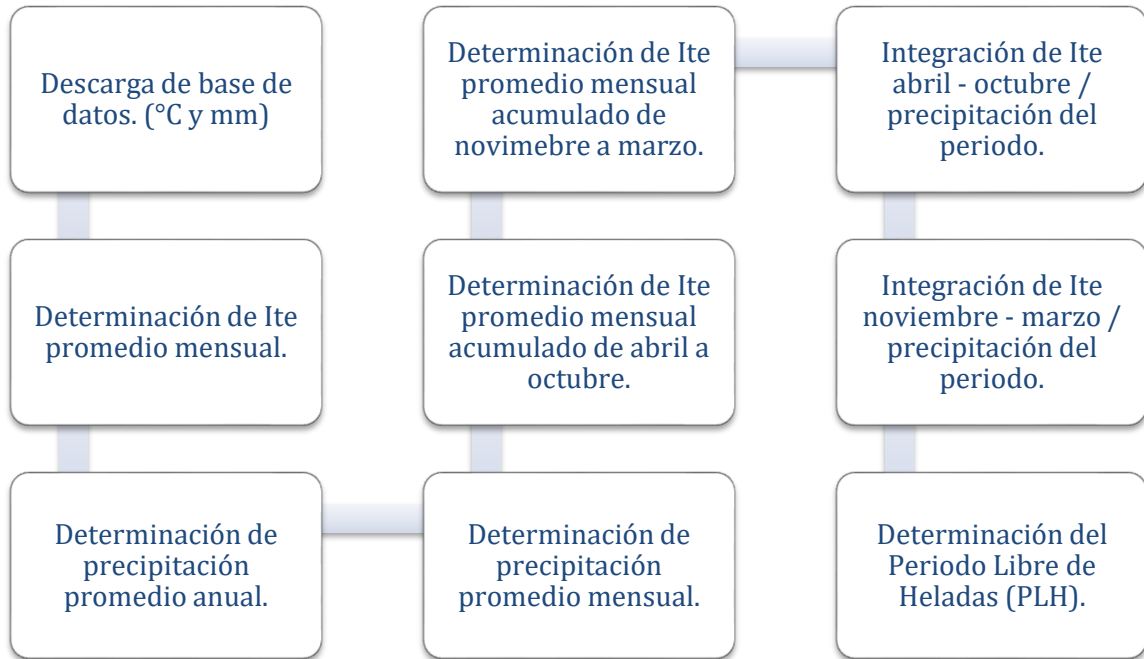 Descarga de base de
datos. (°C y mm)
Determinación de Ite
promedio mensual.
Determinación de
precipitación
promedio anual.
Determinación de
precipitación
promedio mensual.
Determinación de Ite
promedio mensual
acumulado de abril a
octubre.
Determinación de Ite
promedio mensual
acumulado de
novimebre a marzo.
Integración de Ite
abril - octubre /
precipitación del
periodo.
Integración de Ite
noviembre - marzo /
precipitación del
periodo.
Determinación del
Periodo Libre de
Heladas (PLH).